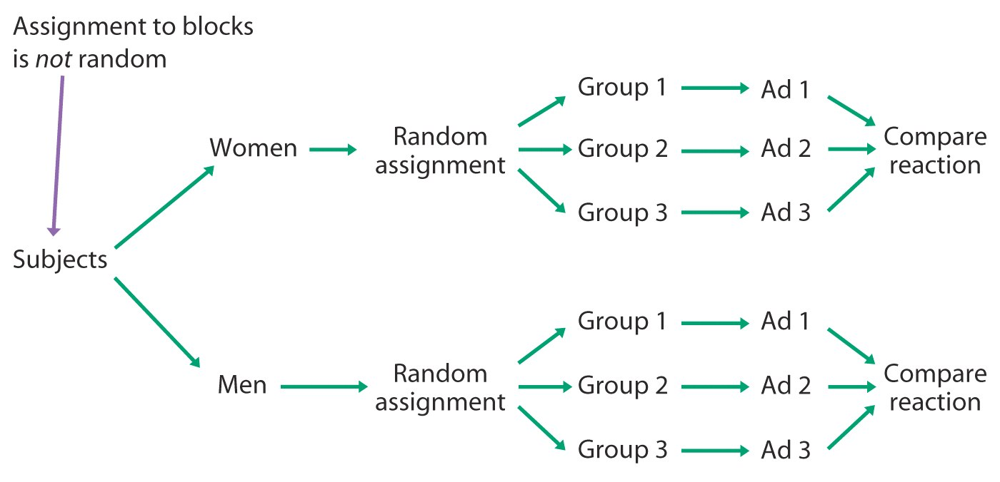 Assignment to blocks
is not random
Subjects
Women
Random
assignment
Group 1
Ad 1
Group 2
Ad 2
Group 3
Ad 3
Compare
reaction
Men
Random
assignment
Group 1
Ad 1
Group 2
Ad 2
Group 3
Ad 3
Compare
reaction